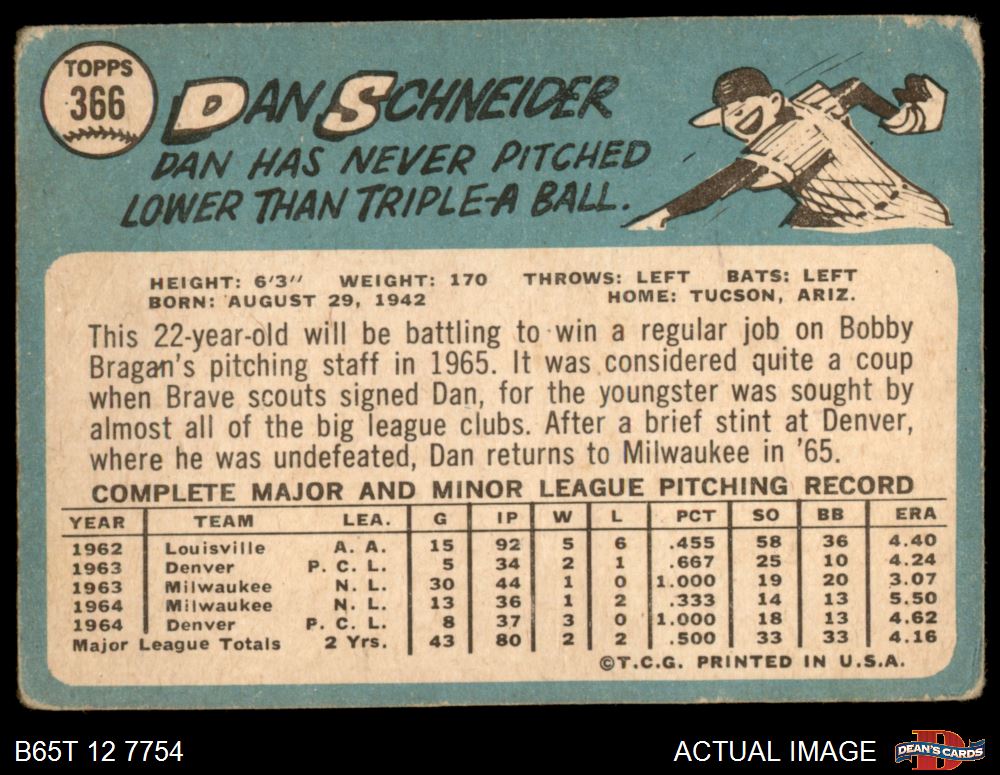 TOPPS
366
DAN SCHNEIDER
DAN HAS NEVER PITCHED
LOWER THAN TRIPLE-A BALL.
HEIGHT: 6'3" WEIGHT: 170 THROWS: LEFT BATS: LEFT
BORN: AUGUST 29, 1942 HOME: TUCSON, ARIZ.
This 22-year-old will be battling to win a regular job on Bobby
Bragan's pitching staff in 1965. It was considered quite a coup
when Brave scouts signed Dan, for the youngster was sought by
almost all of the big league clubs. After a brief stint at Denver,
where he was undefeated, Dan returns to Milwaukee in '65.
COMPLETE MAJOR AND MINOR LEAGUE PITCHING RECORD
YEAR TEAM LEA. G IP W L PCT SO BB ERA
1962 Louisville A. A. 15 92 5 6 .455 58 36 4.40
1963 Denver P. C. L. 5 34 2 1 .667 25 10 4.24
1963 Milwaukee N. L. 30 44 1 0 1.000 19 20 3.07
1964 Milwaukee N. L. 13 36 1 2 .333 14 13 5.50
1964 Denver P. C. L. 8 37 3 0 1.000 18 13 4.62
Major League Totals 2 Yrs. 43 80 2 2 .500 33 33 4.16
©T.C.G. PRINTED IN U.S.A.
B65T 12 7754 ACTUAL IMAGE D DEAN'S CARDS